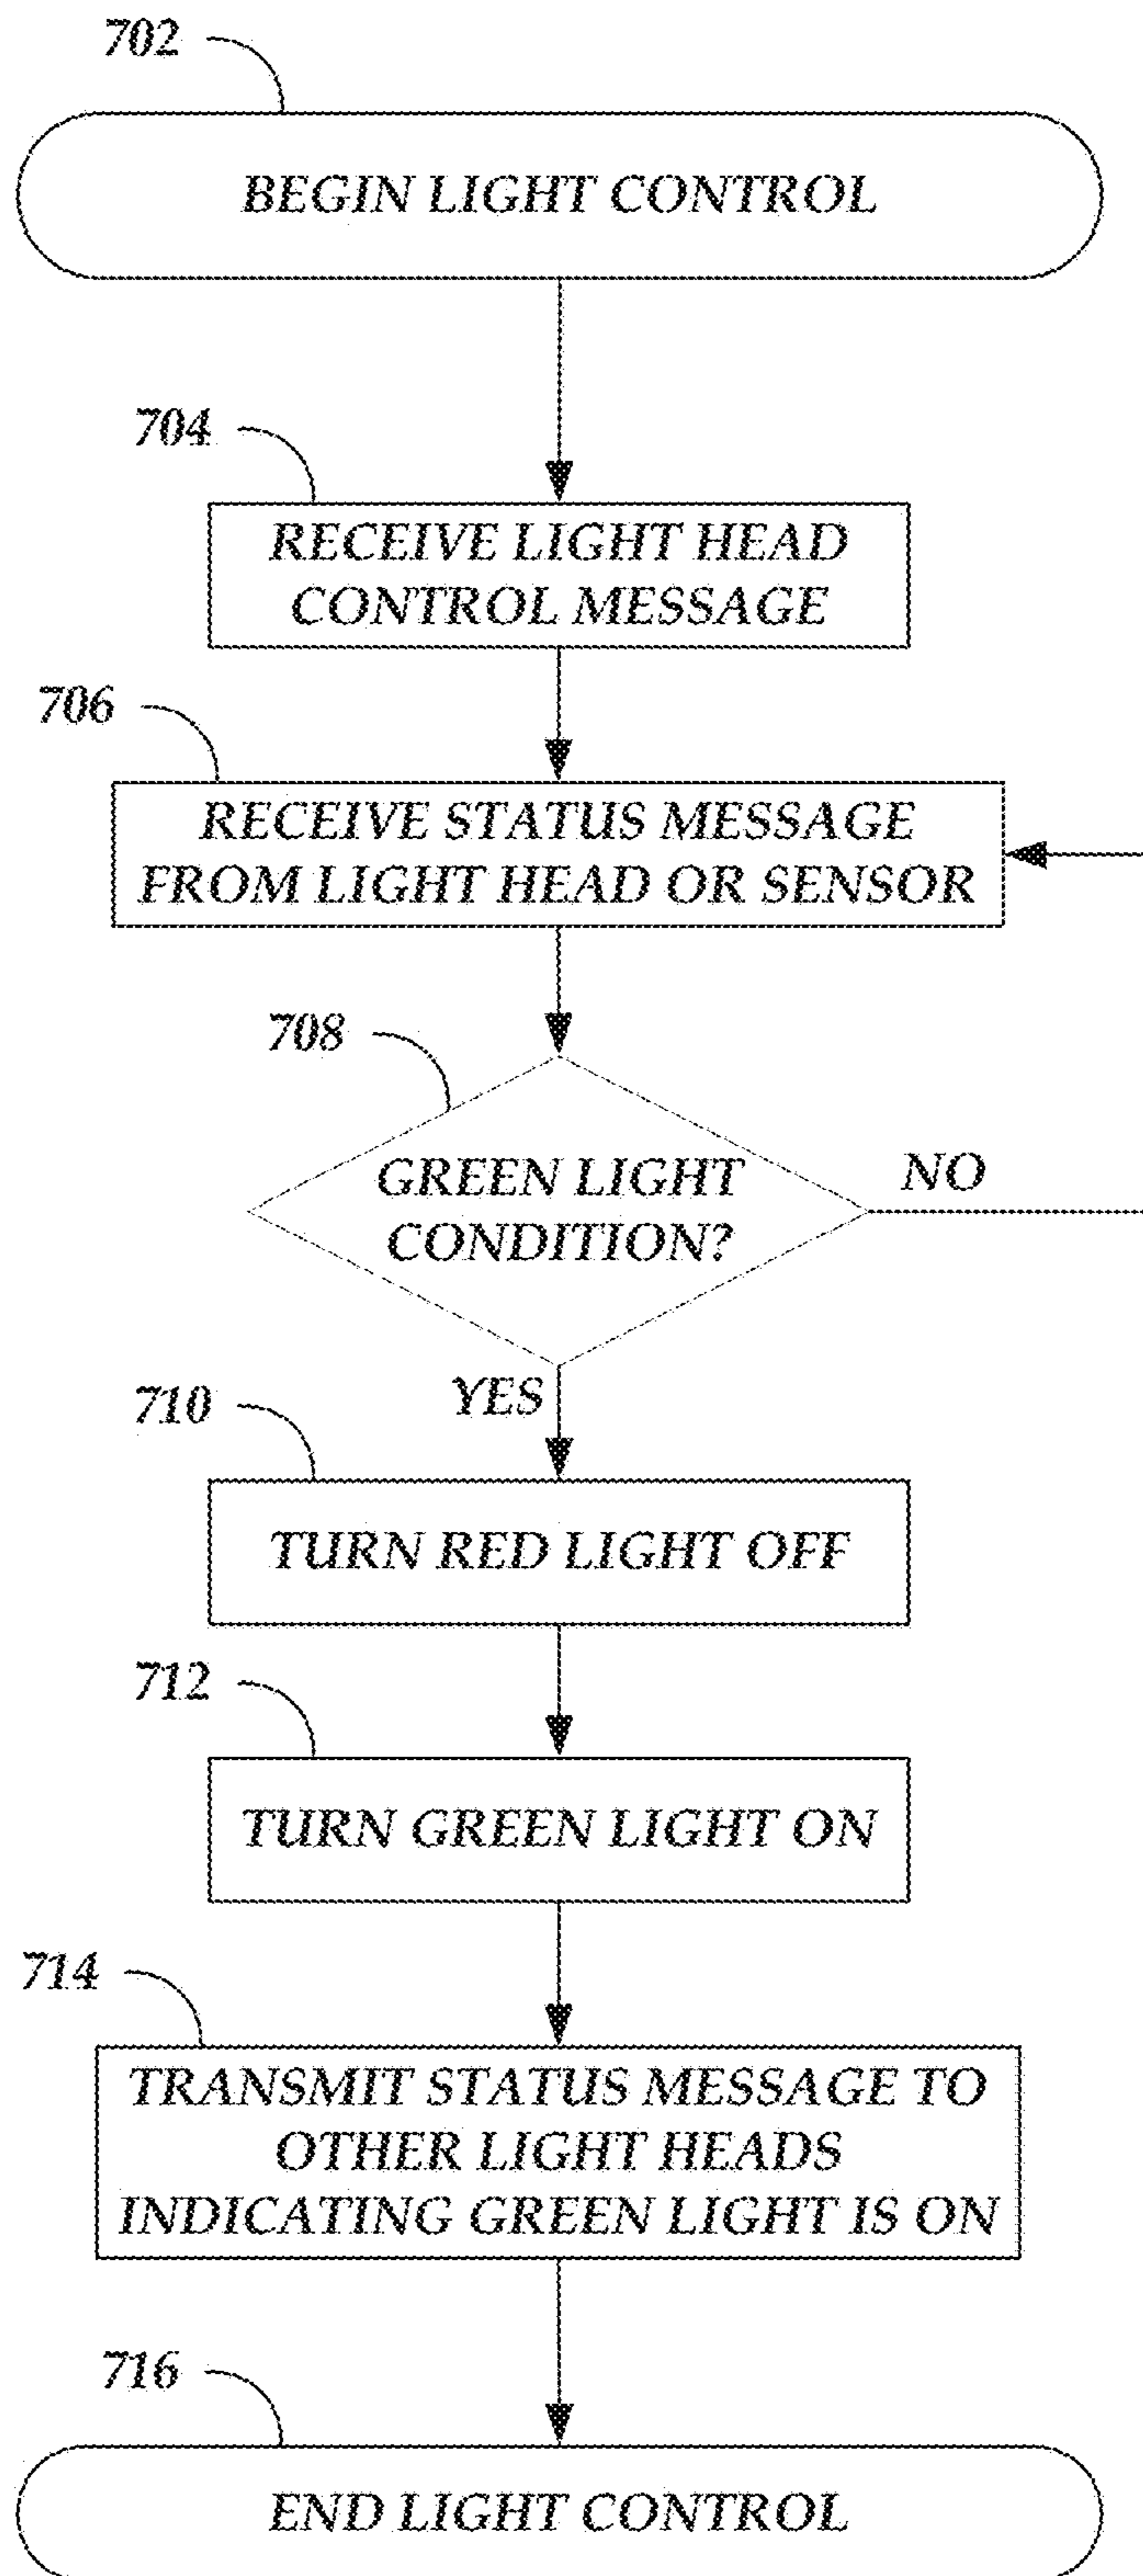 702
BEGIN LIGHT CONTROL
704
RECEIVE LIGHT HEAD
CONTROL MESSAGE
706
RECEIVE STATUS MESSAGE
FROM LIGHT HEAD OR SENSOR
708
GREEN LIGHT
CONDITION?
NO
YES
710
TURN RED LIGHT OFF
712
TURN GREEN LIGHT ON
714
TRANSMIT STATUS MESSAGE TO
OTHER LIGHT HEADS
INDICATING GREEN LIGHT IS ON
716
END LIGHT CONTROL